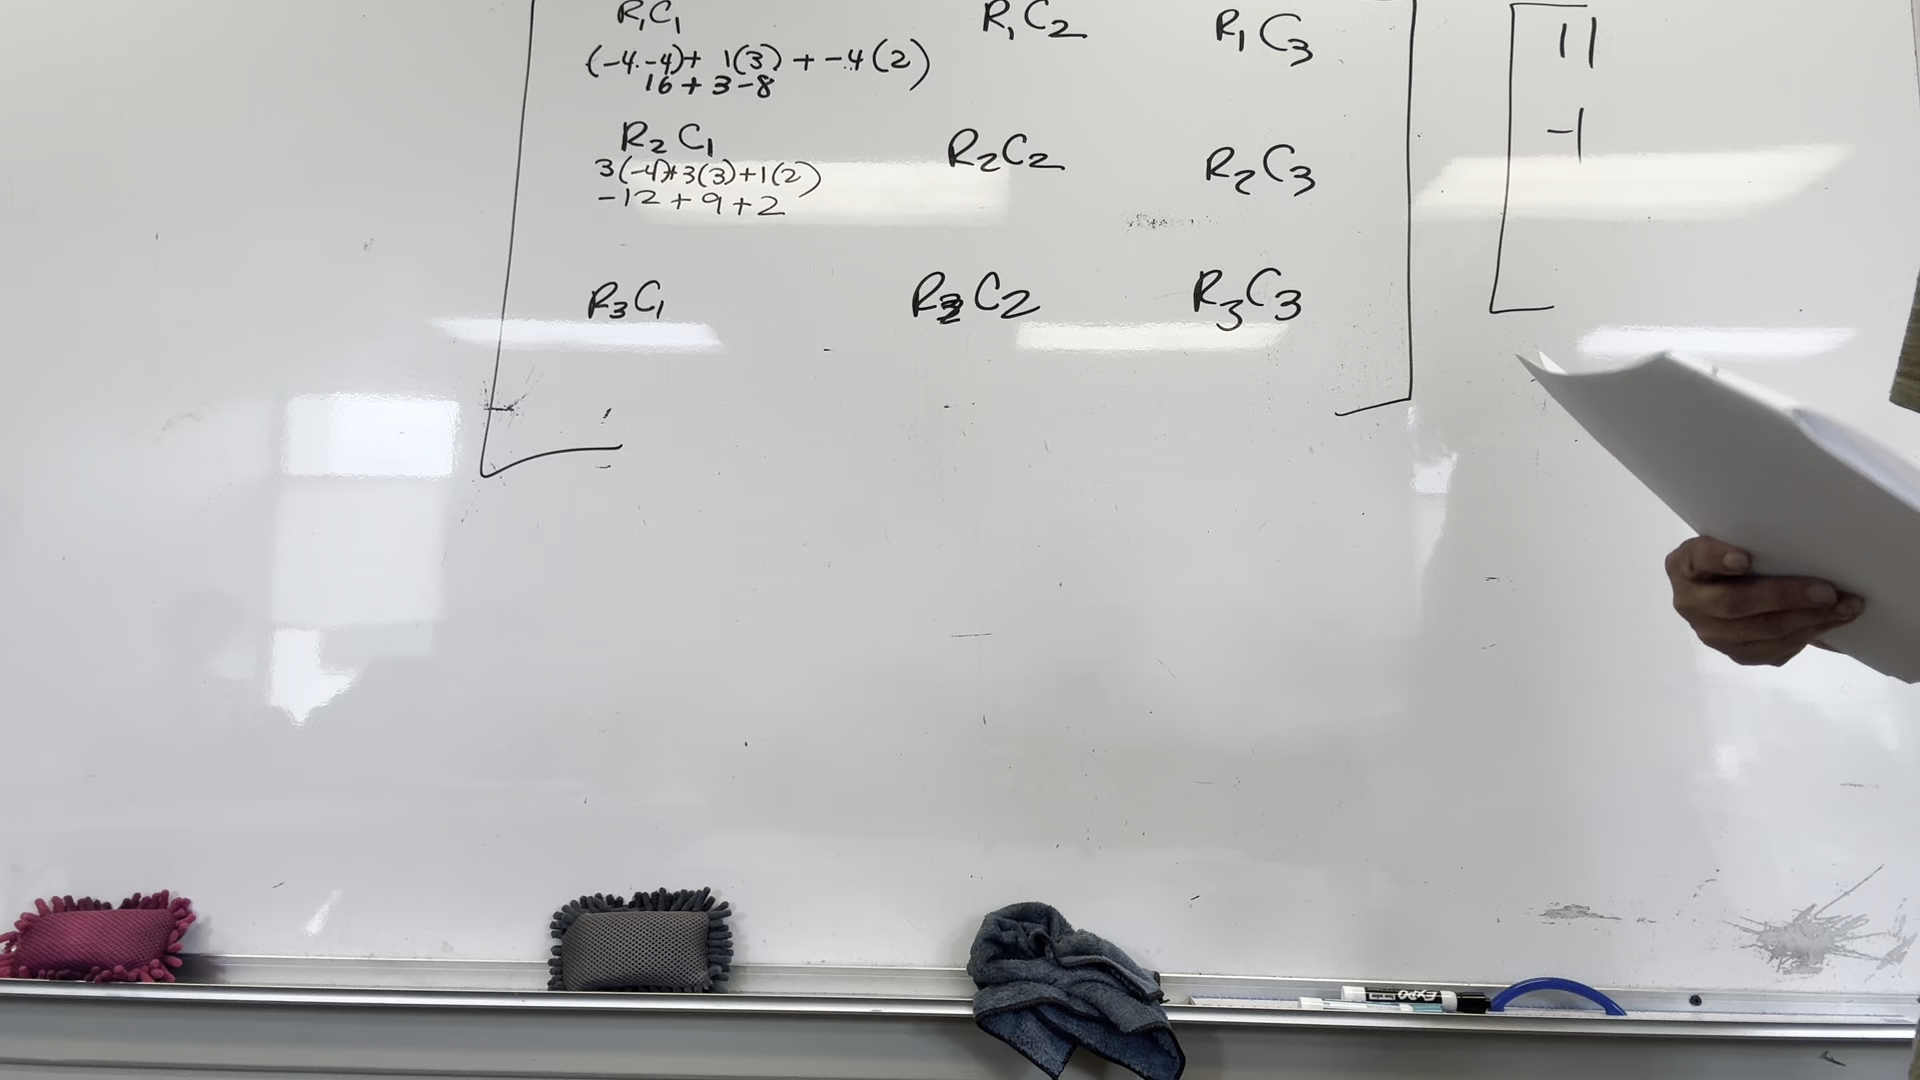 R₁C₁ R₁C₂ R₁C₃
(-4·-4)+ 1(3) + -4(2)
16 + 3 - 8
R₂C₁ R₂C₂ R₂C₃
3(-4)+3(3)+1(2)
-12 + 9 + 2
R₃C₁ R₃C₂ R₃C₃
11
-1
EXPO